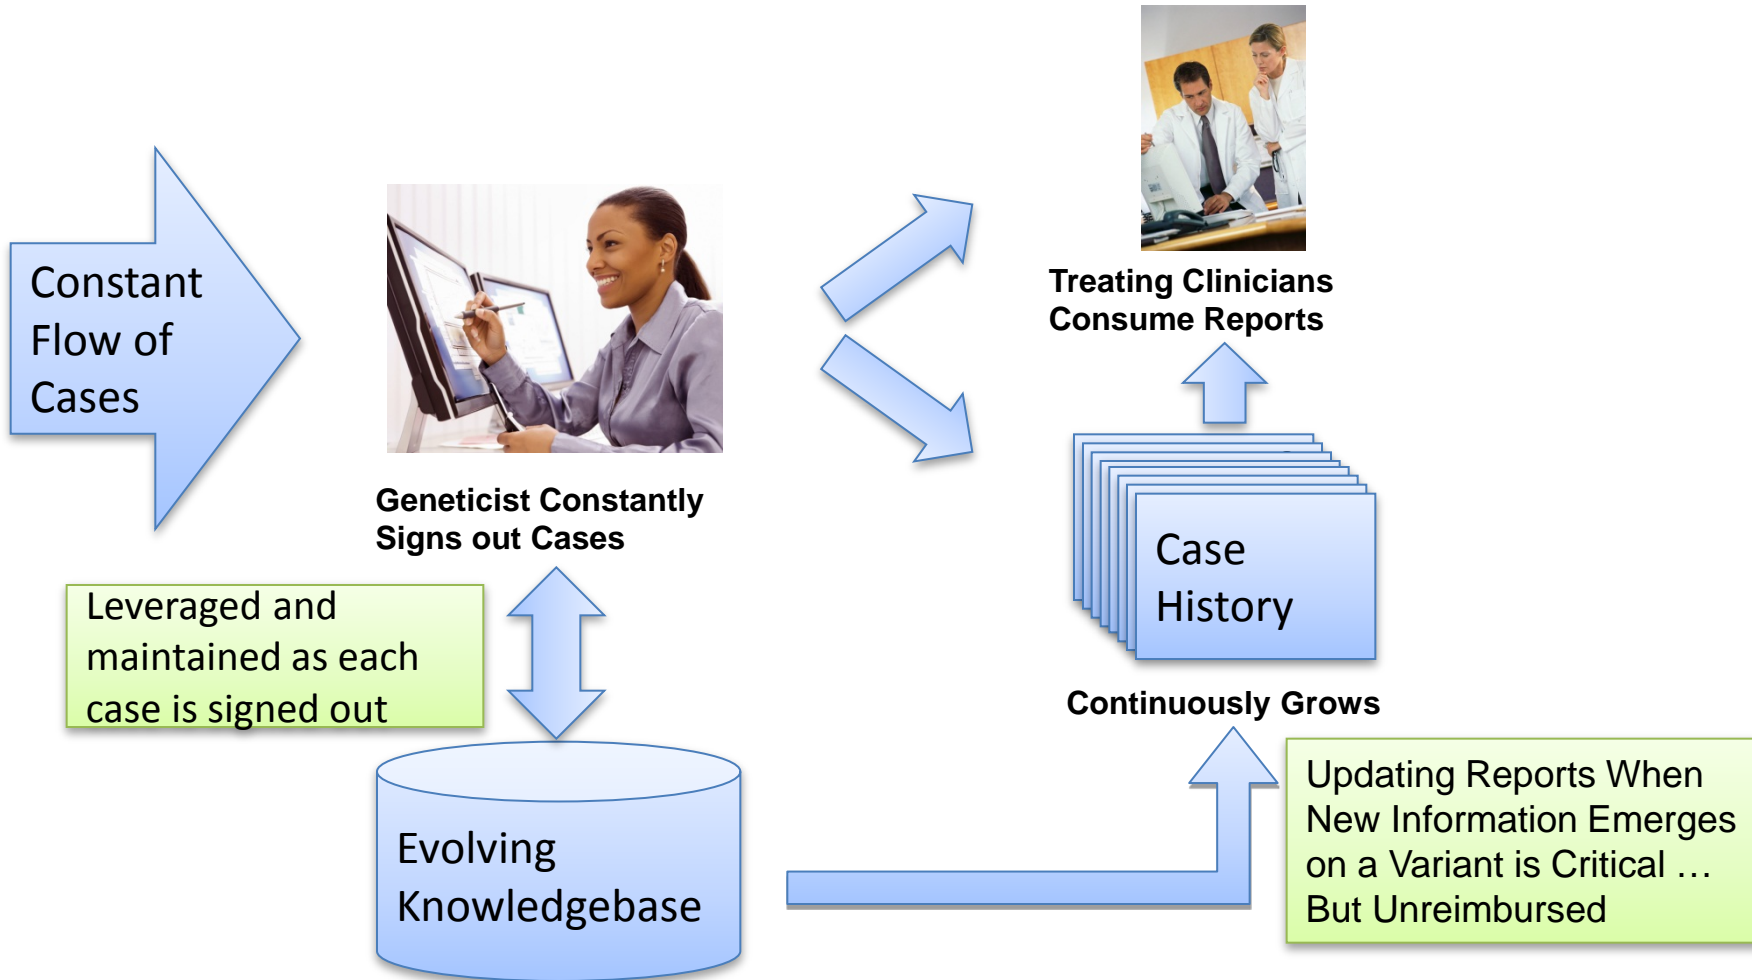 Constant
Flow of
Cases
Geneticist Constantly
Signs out Cases
Treating Clinicians
Consume Reports
Leveraged and
maintained as each
case is signed out
Case
History
Continuously Grows
Evolving
Knowledgebase
Updating Reports When
New Information Emerges
on a Variant is Critical …
But Unreimbursed